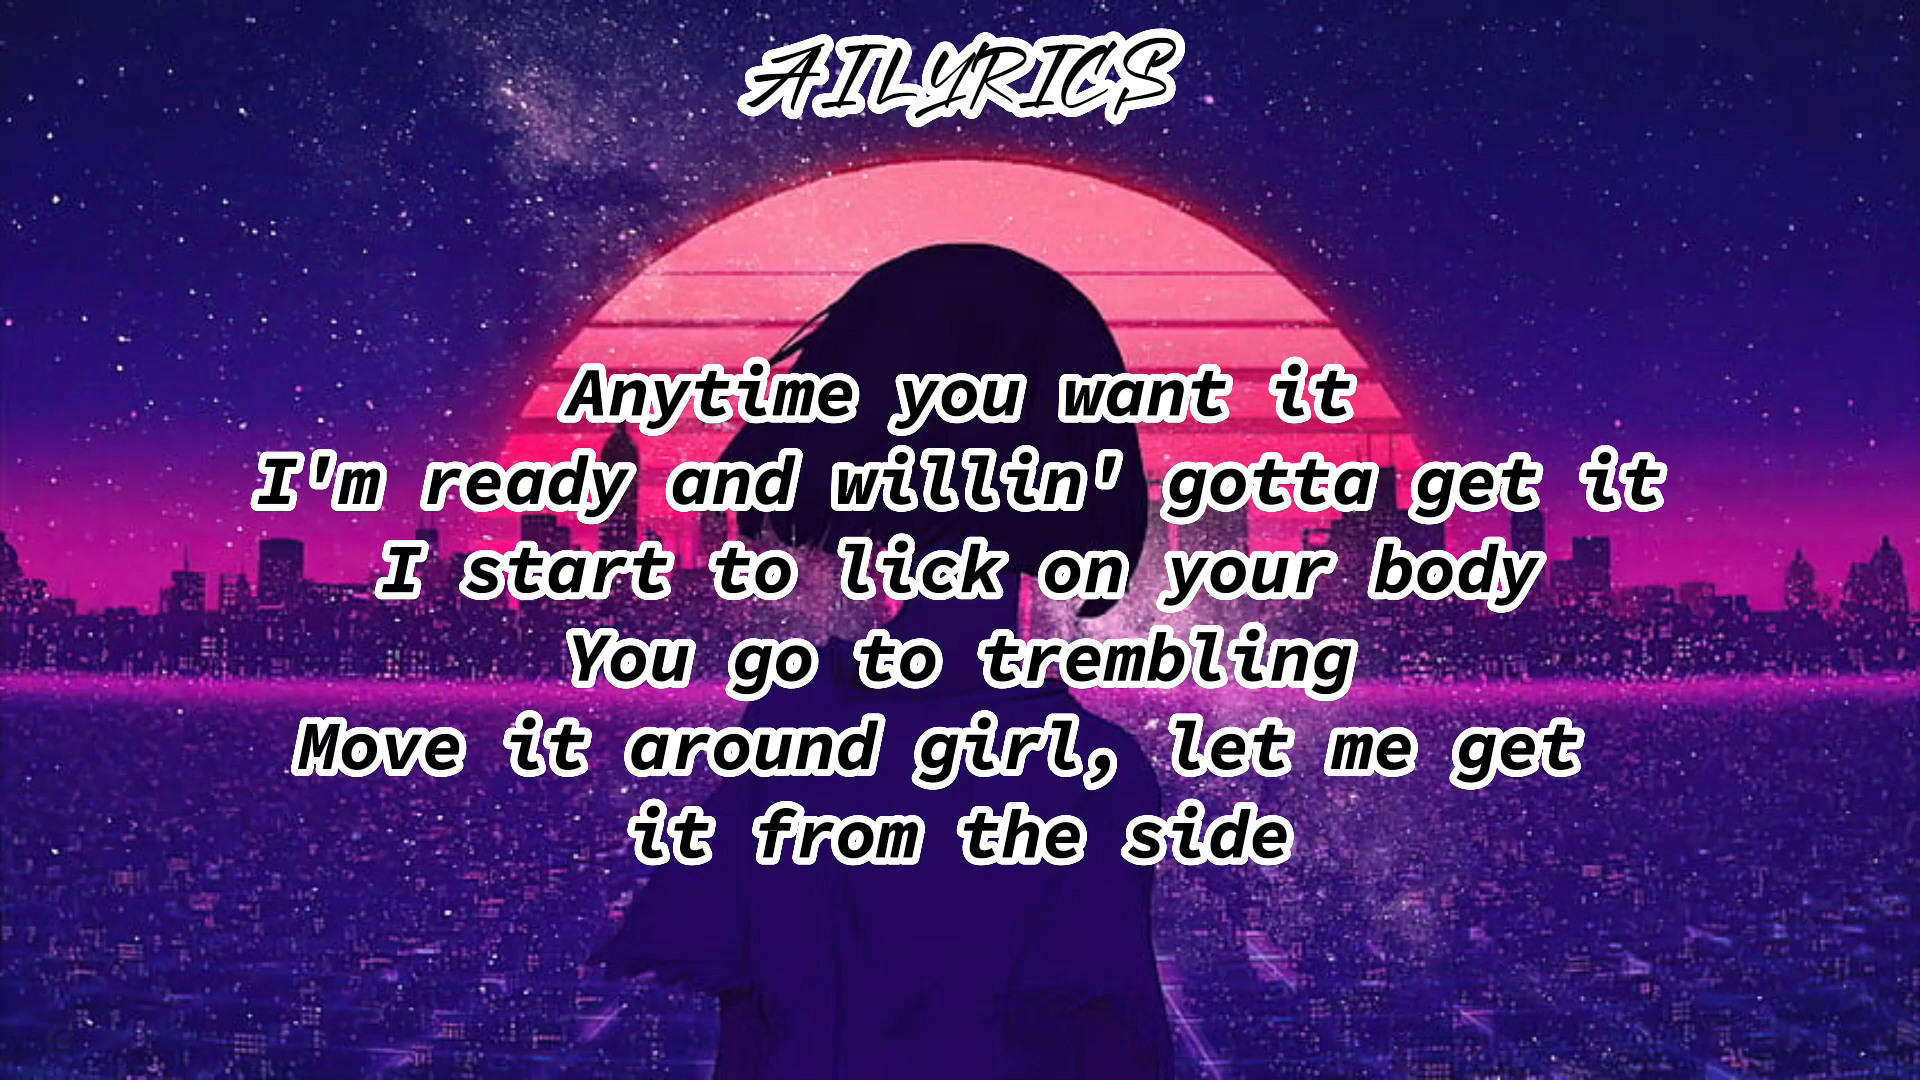 AILYRICS
Anytime you want it
I'm ready and willin' gotta get it
I start to lick on your body
You go to trembling
Move it around girl, let me get
it from the side